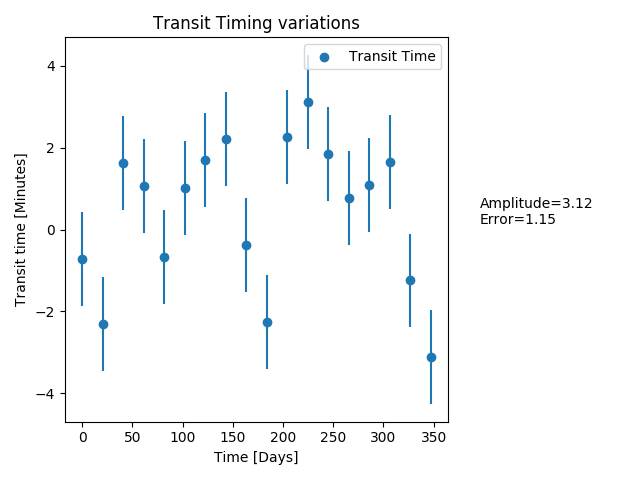 Transit Timing variations
Transit Time
4
2
0
−2
−4
Transit time [Minutes]
Amplitude=3.12
Error=1.15
0 50 100 150 200 250 300 350
Time [Days]